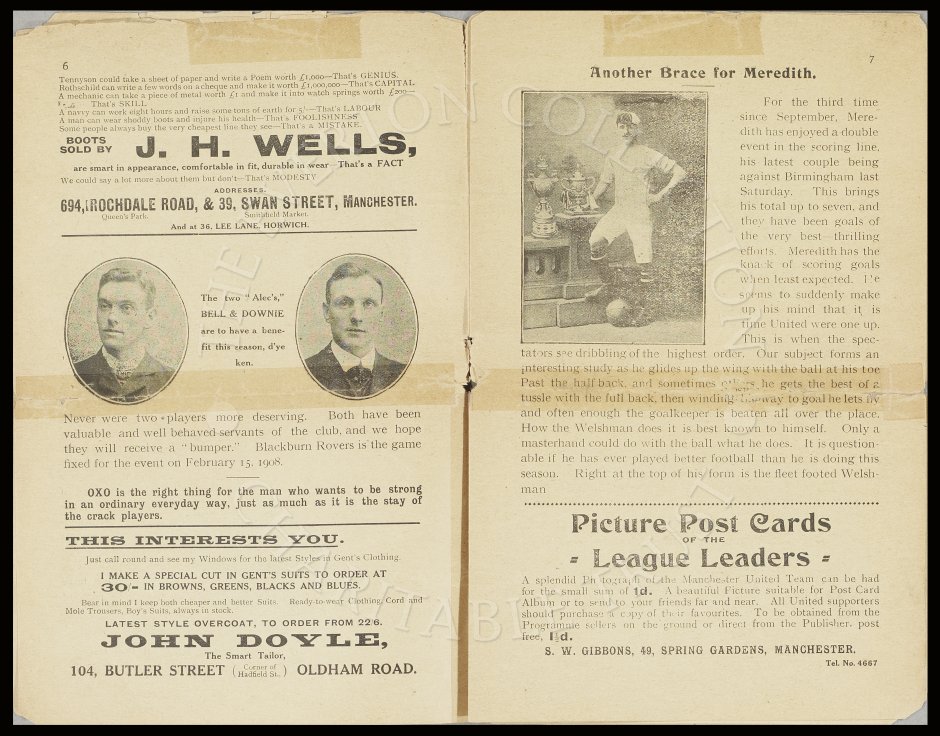 6
Tennyson could take a sheet of paper and write a Poem worth £1,000—That's GENIUS.
Rothschild can write a few words on a cheque and make it worth £1,000,000—That's CAPITAL
A mechanic can take a piece of metal worth £1 and make it into watch springs worth £200
That's SKILL
A navvy can work eight hours and raise some tons of earth for 5/-—That's LABOUR
A man can wear shoddy boots and injure his health—That's FOOLISHNESS
Some people always buy the very cheapest line they see—That's a MISTAKE.
BOOTS SOLD BY J. H. WELLS,
are smart in appearance, comfortable in fit, durable in wear—That's a FACT
We could say a lot more about them but don't—That's MODESTY
ADDRESSES.
694, ROCHDALE ROAD, & 39, SWAN STREET, MANCHESTER.
Queen's Park. Smithfield Market.
And at 36, LEE LANE, HORWICH.
The two "Alec's,"
BELL & DOWNIE
are to have a bene-
fit this season, d'ye
ken.
Never were two players more deserving. Both have been
valuable and well behaved servants of the club, and we hope
they will receive a "bumper." Blackburn Rovers is the game
fixed for the event on February 15, 1908.
OXO is the right thing for the man who wants to be strong
in an ordinary everyday way, just as much as it is the stay of
the crack players.
THIS INTERESTS YOU.
Just call round and see my Windows for the latest Styles in Gent's Clothing.
I MAKE A SPECIAL CUT IN GENT'S SUITS TO ORDER AT
30/- IN BROWNS, GREENS, BLACKS AND BLUES.
Bear in mind I keep both cheaper and better Suits. Ready-to-wear Clothing, Cord and
Mole Trousers, Boy's Suits, always in stock.
LATEST STYLE OVERCOAT, TO ORDER FROM 22/6.
JOHN DOYLE,
The Smart Tailor,
104, BUTLER STREET (Corner of Hadfield St.) OLDHAM ROAD.
7
Another Brace for Meredith.
For the third time
since September, Mere-
dith has enjoyed a double
event in the scoring line,
his latest couple being
against Birmingham last
Saturday. This brings
his total up to seven, and
they have been goals of
the very best thrilling
efforts. Meredith has the
knack of scoring goals
when least expected. He
seems to suddenly make
up his mind that it is
time United were one up.
This is when the spec-
tators see dribbling of the highest order. Our subject forms an
interesting study as he glides up the wing with the ball at his toe
Past the half back, and sometimes others, he gets the best of a
tussle with the full back, then winding his way to goal he lets fly
and often enough the goalkeeper is beaten all over the place.
How the Welshman does it is best known to himself. Only a
masterhand could do with the ball what he does. It is question-
able if he has ever played better football than he is doing this
season. Right at the top of his form is the fleet footed Welsh-
man
Picture Post Cards
OF THE
League Leaders
A splendid Photograph of the Manchester United Team can be had
for the small sum of 1d. A beautiful Picture suitable for Post Card
Album or to send to your friends far and near. All United supporters
should purchase a copy of their favourites. To be obtained from the
Programme sellers on the ground or direct from the Publisher, post
free, 1½d.
S. W. GIBBONS, 49, SPRING GARDENS, MANCHESTER.
Tel. No. 4667